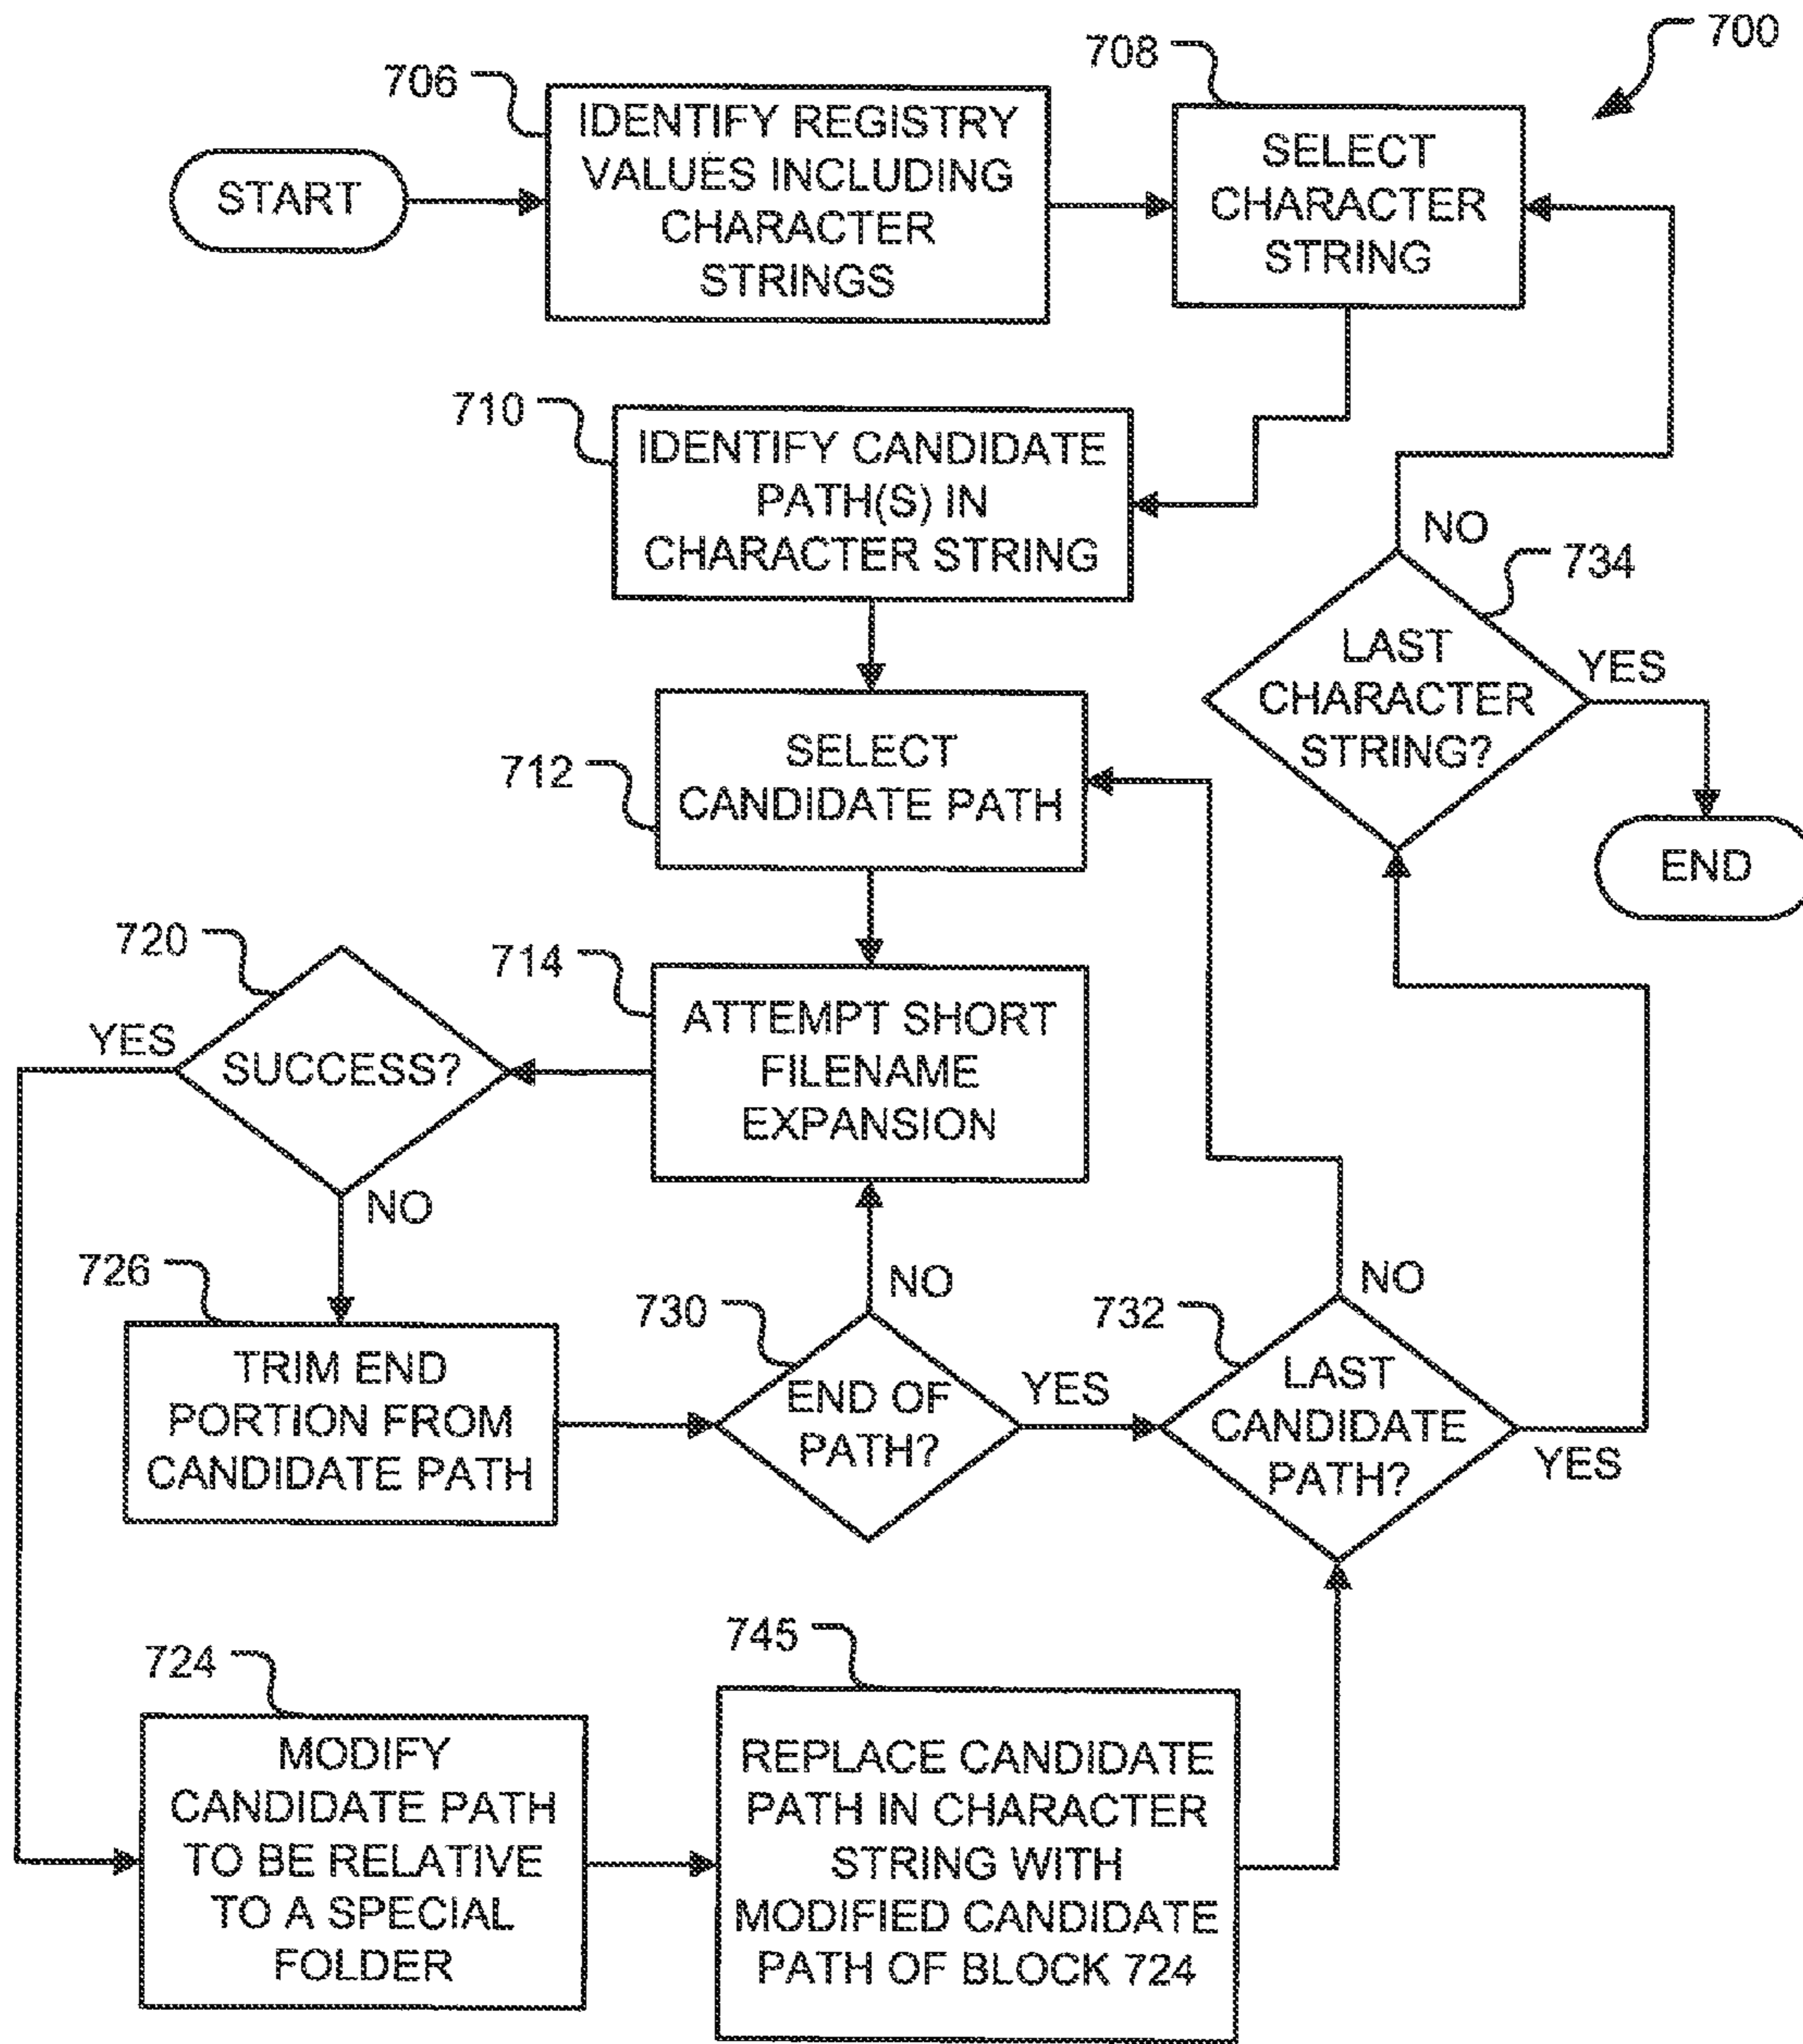 700
706
708
START
IDENTIFY REGISTRY
VALUES INCLUDING
CHARACTER
STRINGS
SELECT
CHARACTER
STRING
710
IDENTIFY CANDIDATE
PATH(S) IN
CHARACTER STRING
NO
734
LAST
CHARACTER
STRING?
YES
END
712
SELECT
CANDIDATE PATH
720
YES
SUCCESS?
NO
714
ATTEMPT SHORT
FILENAME
EXPANSION
726
TRIM END
PORTION FROM
CANDIDATE PATH
730
NO
END OF
PATH?
YES
732
NO
LAST
CANDIDATE
PATH?
YES
724
MODIFY
CANDIDATE PATH
TO BE RELATIVE
TO A SPECIAL
FOLDER
745
REPLACE CANDIDATE
PATH IN CHARACTER
STRING WITH
MODIFIED CANDIDATE
PATH OF BLOCK 724